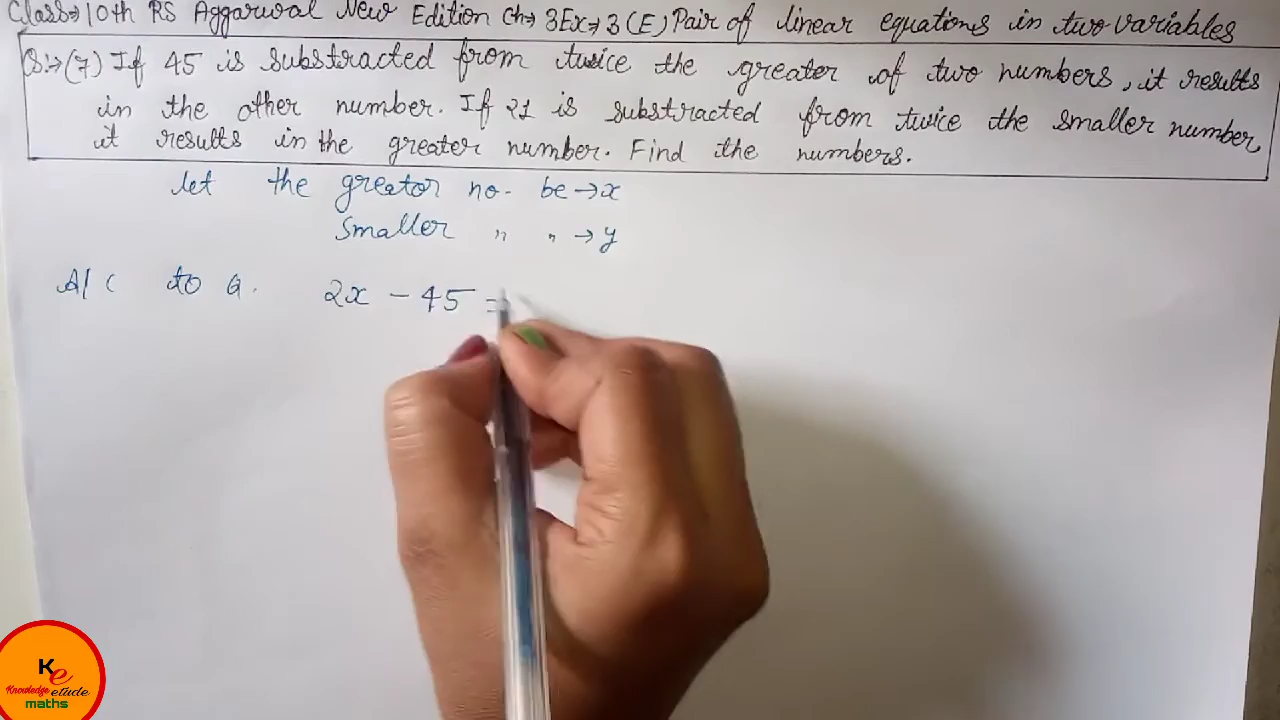 Class→ 10th RS Aggarwal New Edition Ch→ 3 Ex→ 3(E) Pair of linear equations in two variables
Q:→(7) If 45 is substracted from twice the greater of two numbers, it results
in the other number. If 21 is substracted from twice the smaller number,
it results in the greater number. Find the numbers.
let the greator no. be → x
Smaller " " → y
A/C to Q. 2x - 45 =
Ke
Knowledge etude
maths